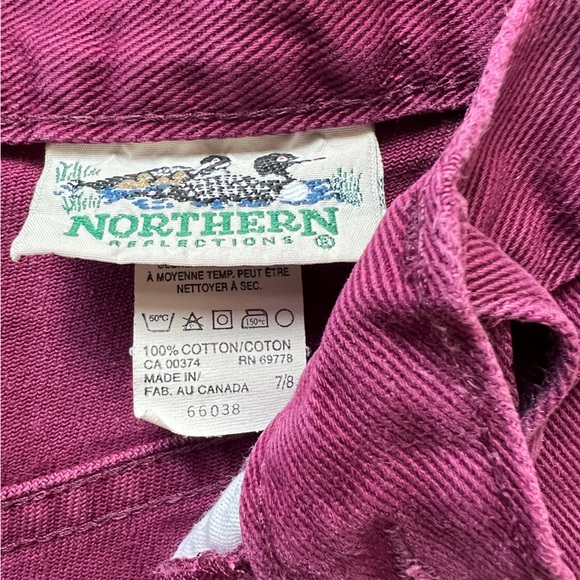 NORTHERN
REFLECTIONS ®
À MOYENNE TEMP. PEUT ÊTRE
NETTOYER À SEC.
50°C 150°C
100% COTTON/COTON
CA 00374 RN 69778
MADE IN/
FAB. AU CANADA 7/8
66038